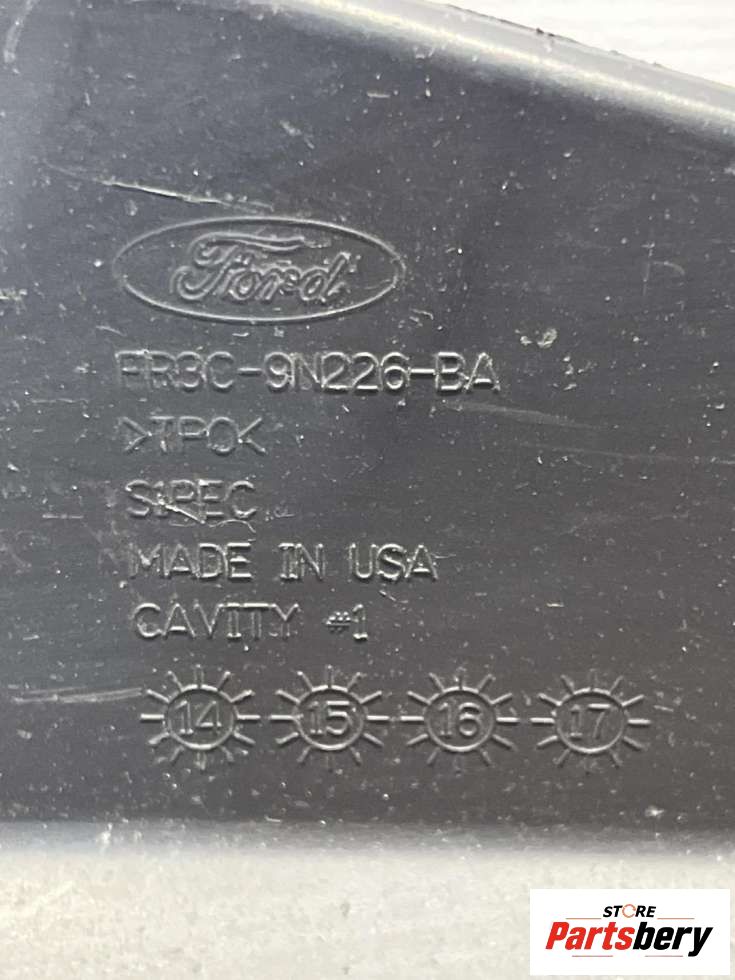 Ford
FR3C-9N226-BA
>TPO<
SIPEC
MADE IN USA
CAVITY #1
14 15 16 17
STORE
Partsbery